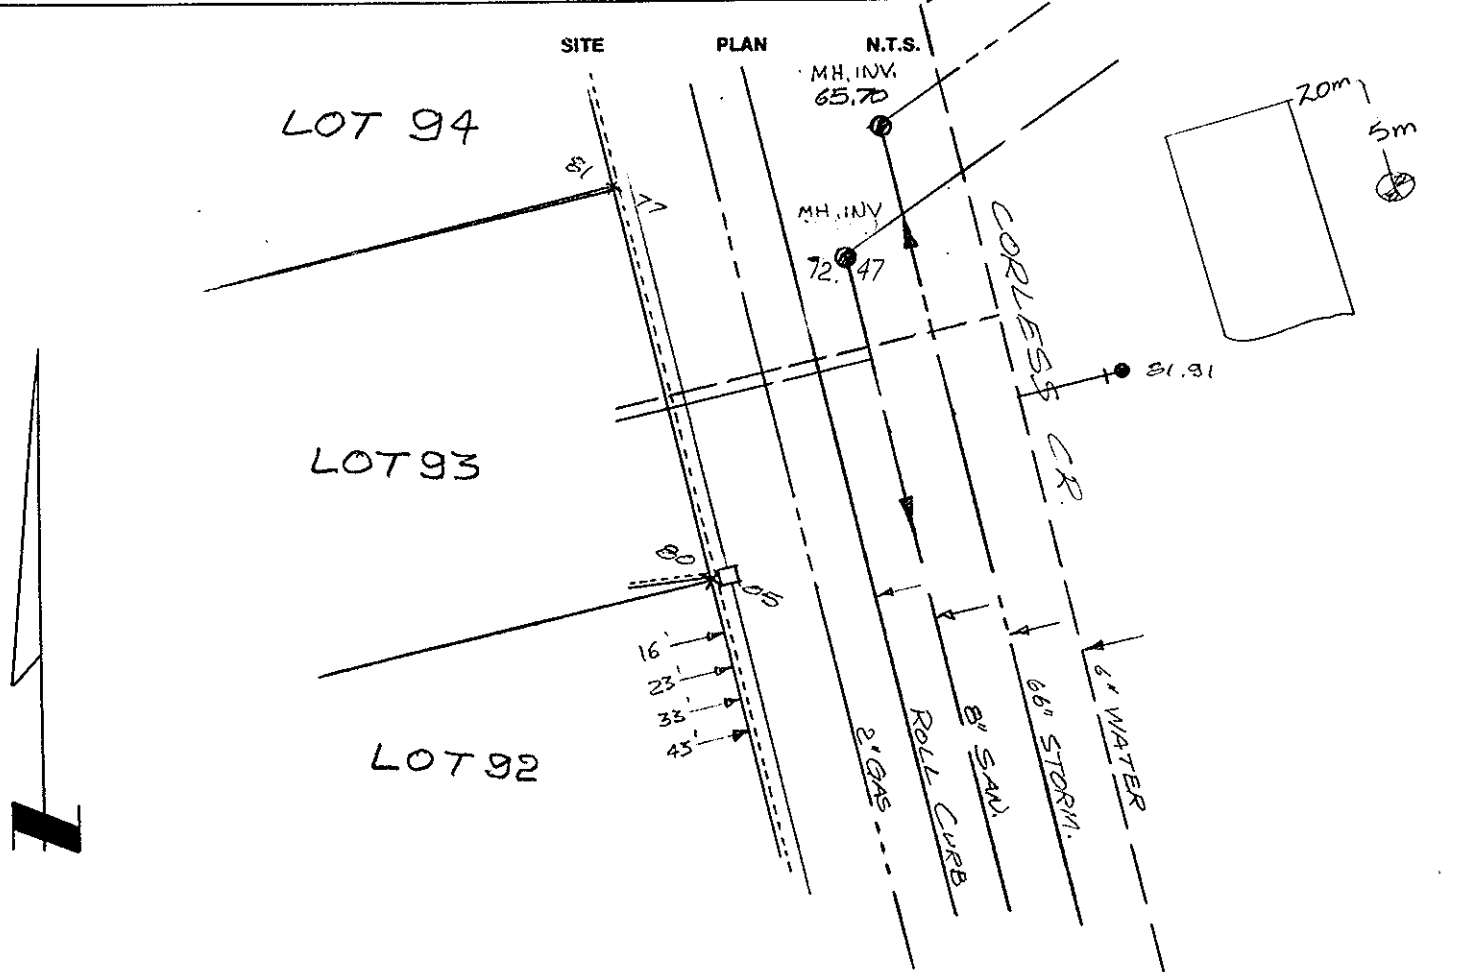 SITE PLAN N.T.S.
MH. INV.
65.70
20m
5m
LOT 94
81
77
MH. INV
72.47
CORLESS CR.
81.91
LOT 93
80
05
16'
23'
33'
43'
LOT 92
2" GAS
ROLL CURB
8" SAN.
66" STORM.
6" WATER
N